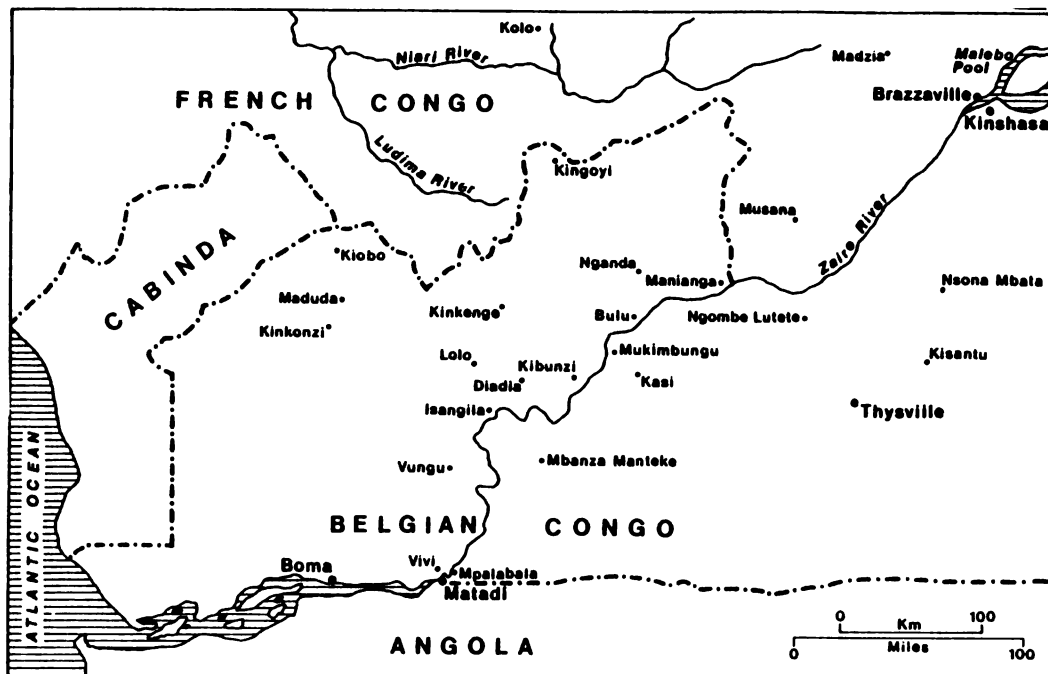 Kolo
Niari River
Madzia
Malebo
Pool
FRENCH CONGO
Brazzaville
Kinshasa
Ludima River
Kingoyi
Musana
Zairo River
CABINDA
Kiobo
Nganda
Manianga
Nsona Mbata
Maduda
Kinkenge
Bulu
Ngombe Lutete
Kinkonzi
Lolo
Kibunzi
Mukimbungu
Kisantu
Diadia
Kasi
Isangila
Thysville
ATLANTIC OCEAN
Vungu
Mbanza Manteke
BELGIAN CONGO
Boma
Vivi
Mpalabala
Matadi
ANGOLA
0 100
Km
Miles
0 100